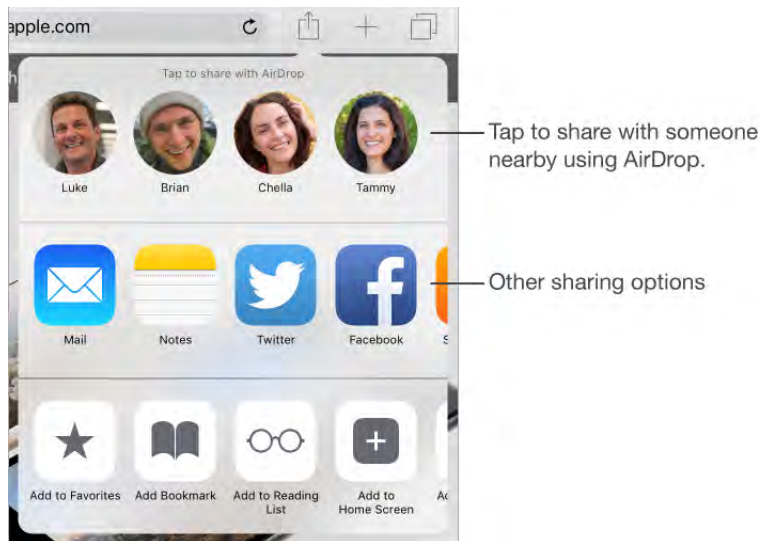 apple.com
Tap to share with AirDrop
Luke Brian Chella Tammy
Tap to share with someone
nearby using AirDrop.
Mail Notes Twitter Facebook S
Other sharing options
Add to Favorites Add Bookmark Add to Reading List Add to Home Screen Ad